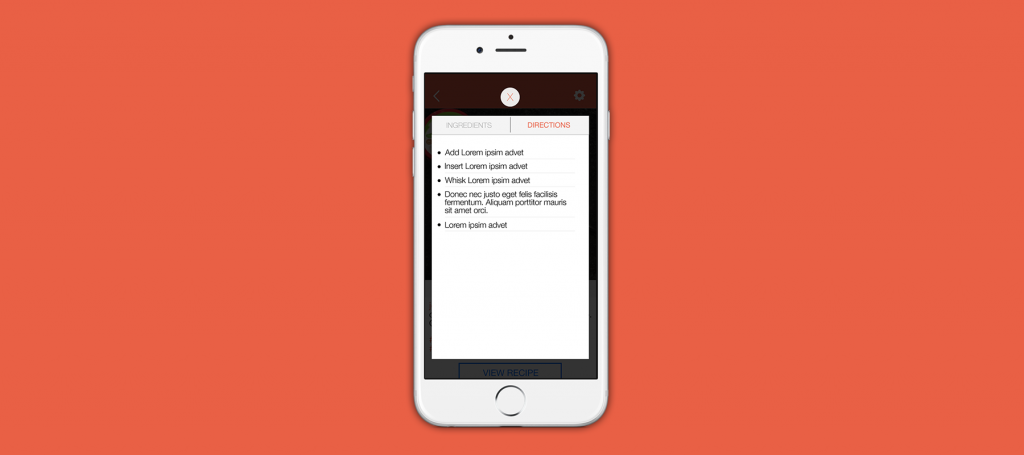 X
INGREDIENTS
DIRECTIONS
Add Lorem ipsim advet
Insert Lorem ipsim advet
Whisk Lorem ipsim advet
Donec nec justo eget felis facilisis
fermentum. Aliquam porttitor mauris
sit amet orci.
Lorem ipsim advet
VIEW RECIPE